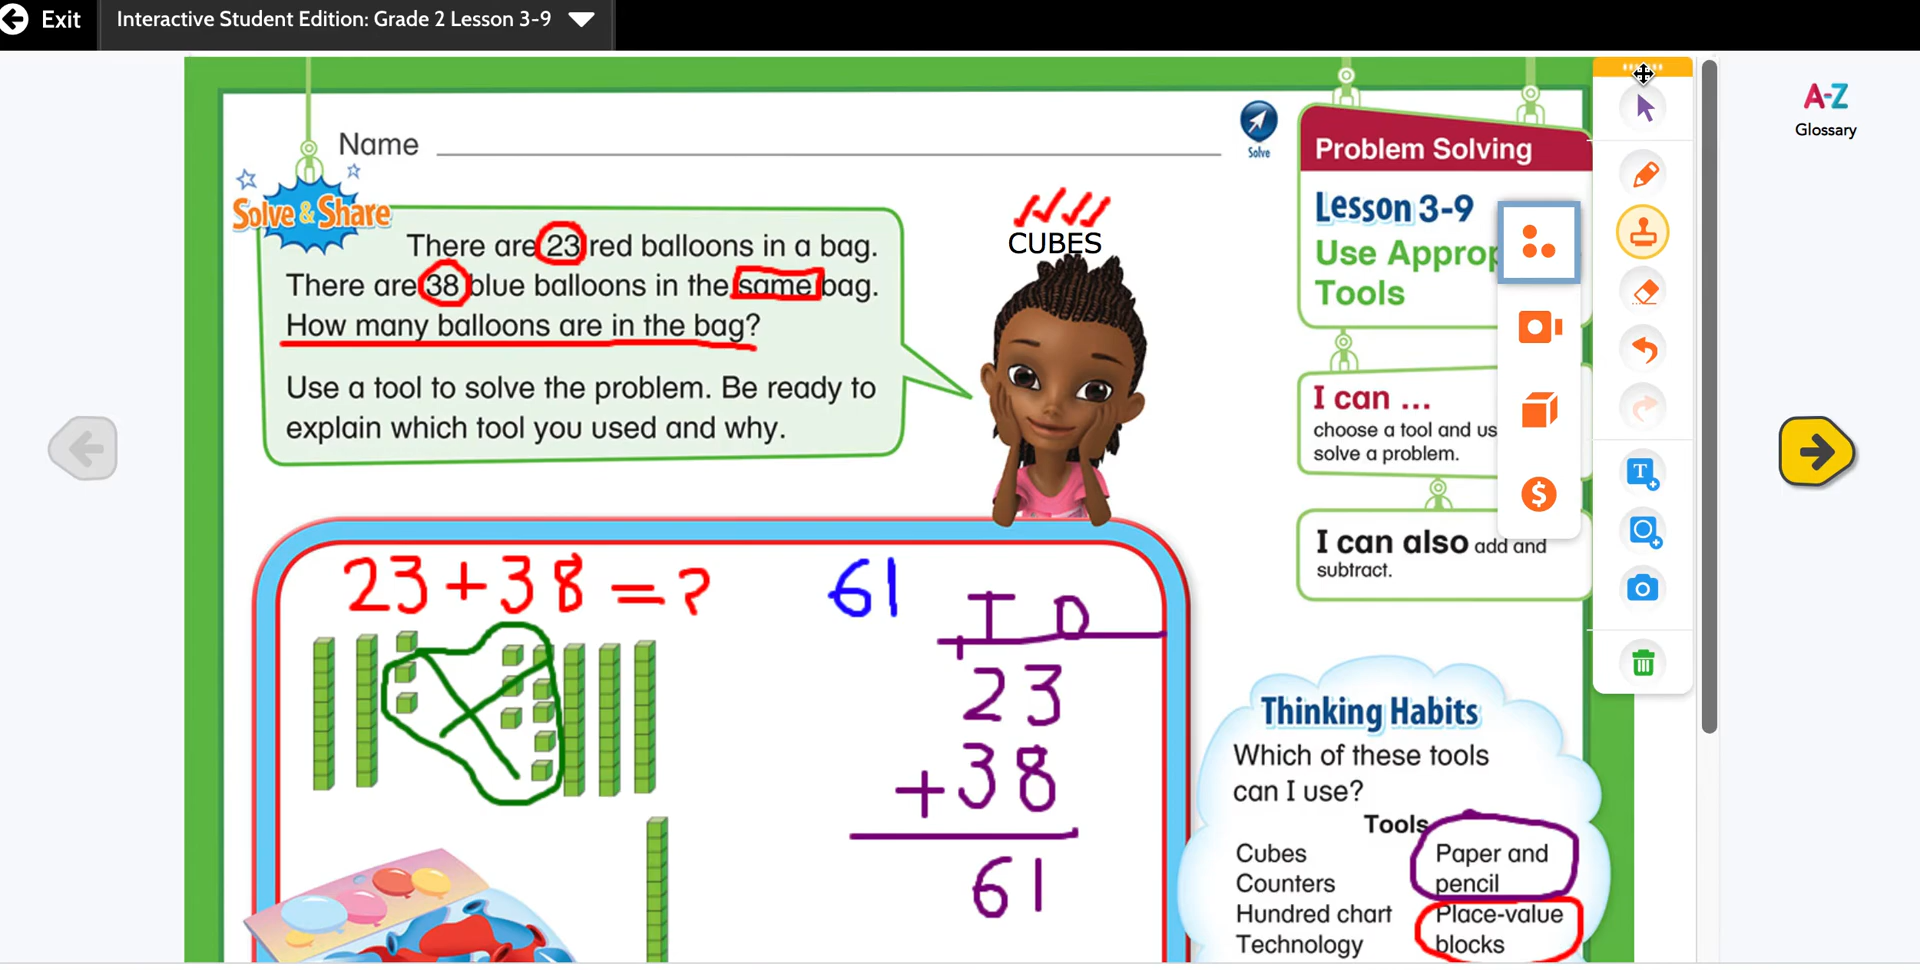 Exit
Interactive Student Edition: Grade 2 Lesson 3-9
A-Z
Glossary
Name
Solve
Solve & Share
There are 23 red balloons in a bag.
There are 38 blue balloons in the same bag.
How many balloons are in the bag?
Use a tool to solve the problem. Be ready to
explain which tool you used and why.
CUBES
Problem Solving
Lesson 3-9
Use Approp
Tools
I can ...
choose a tool and us
solve a problem.
I can also add and
subtract.
$
T
23 + 38 = ?
61
T O
23
+ 38
61
Thinking Habits
Which of these tools
can I use?
Tools
Cubes
Counters
Hundred chart
Technology
Paper and
pencil
Place-value
blocks